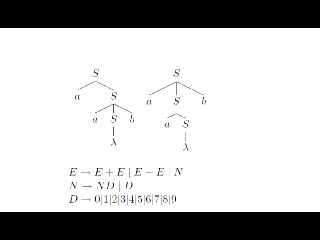 S S
a S a S b
a S b a S
λ λ
E → E + E | E − E | N
N → ND | D
D → 0|1|2|3|4|5|6|7|8|9